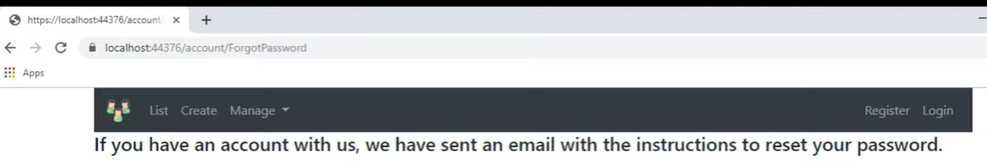 https://localhost:44376/account/
localhost:44376/account/ForgotPassword
Apps
List Create Manage Register Login
If you have an account with us, we have sent an email with the instructions to reset your password.